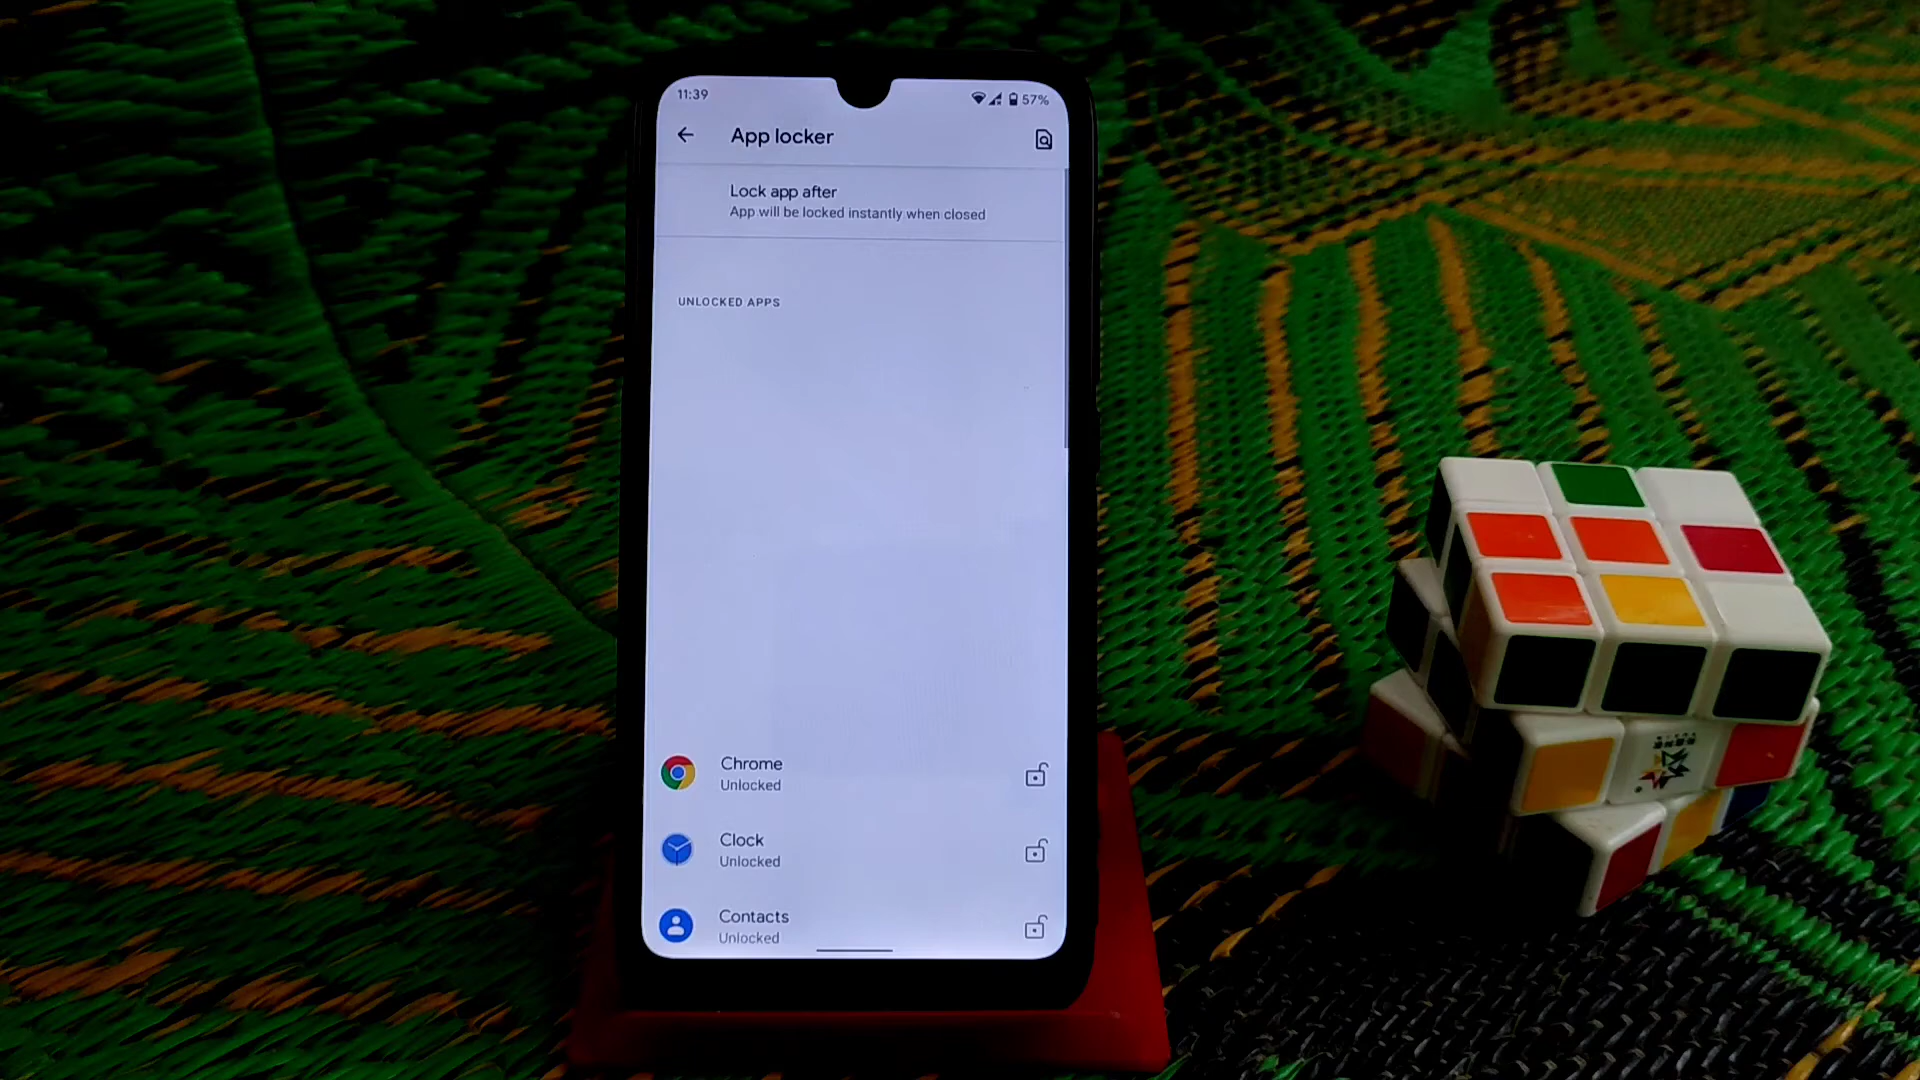 11:39
57%
App locker
Lock app after
App will be locked instantly when closed
UNLOCKED APPS
Chrome
Unlocked
Clock
Unlocked
Contacts
Unlocked